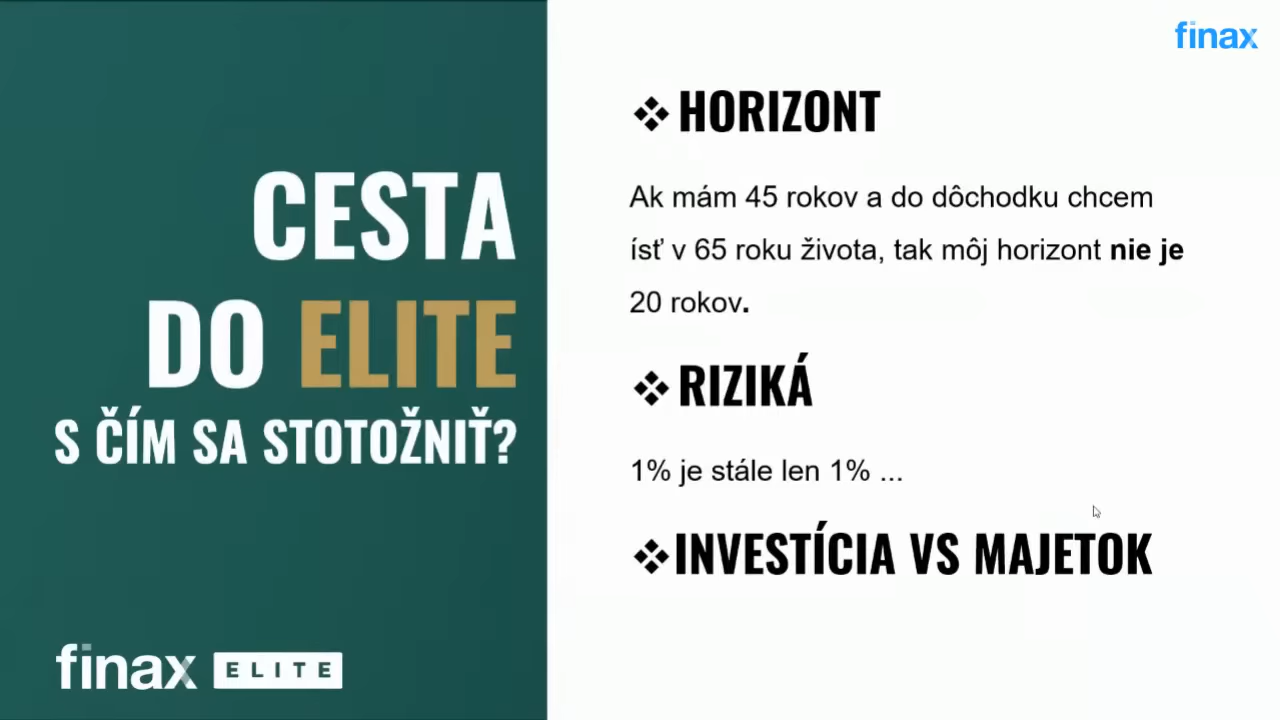 finax
CESTA
DO ELITE
S ČÍM SA STOTOŽNIŤ?
finax ELITE
❖ HORIZONT
Ak mám 45 rokov a do dôchodku chcem
ísť v 65 roku života, tak môj horizont nie je
20 rokov.
❖ RIZIKÁ
1% je stále len 1% ...
❖ INVESTÍCIA VS MAJETOK